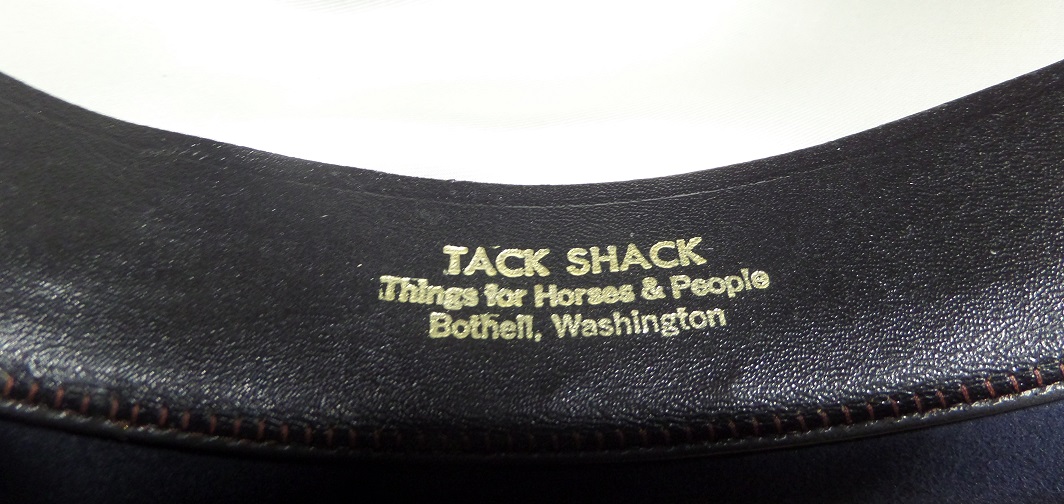 TACK SHACK
Things for Horses & People
Bothell, Washington